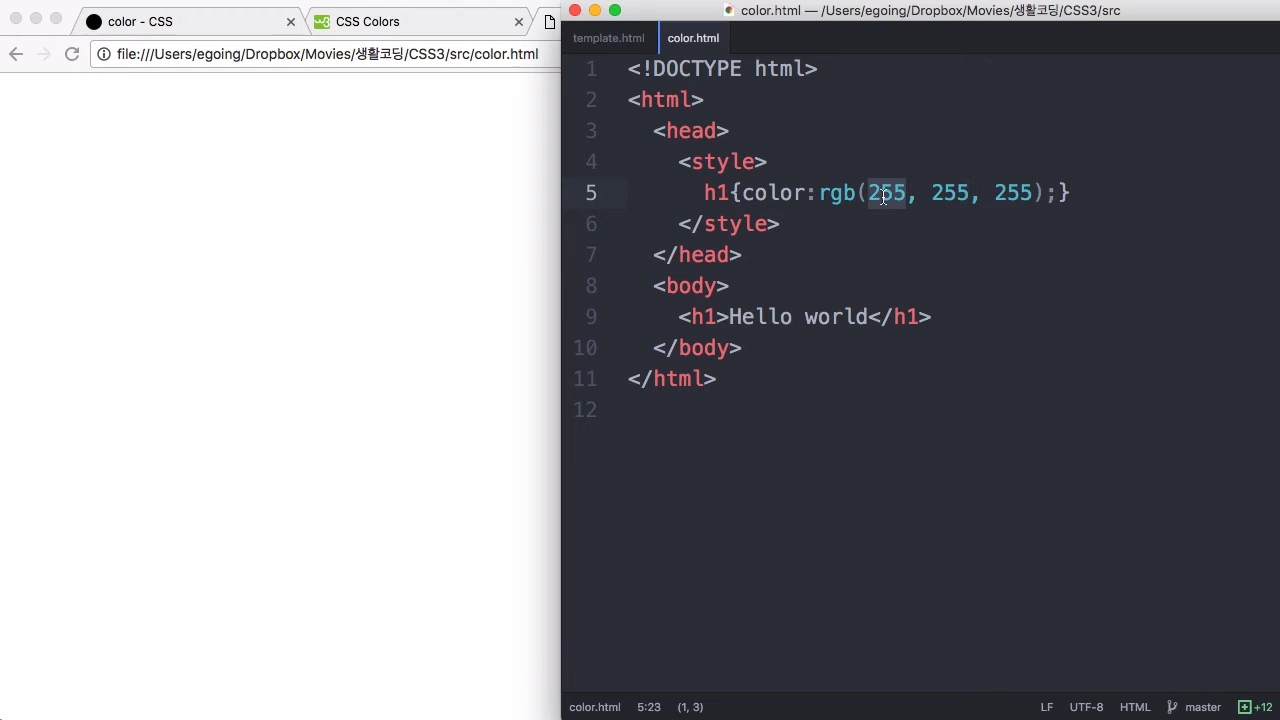 color - CSS
CSS Colors
file:///Users/egoing/Dropbox/Movies/생활코딩/CSS3/src/color.html
color.html — /Users/egoing/Dropbox/Movies/생활코딩/CSS3/src
template.html
color.html
1 <!DOCTYPE html>
2 <html>
3 <head>
4 <style>
5 h1{color:rgb(255, 255, 255);}
6 </style>
7 </head>
8 <body>
9 <h1>Hello world</h1>
10 </body>
11 </html>
12
color.html 5:23 (1, 3) LF UTF-8 HTML master +12